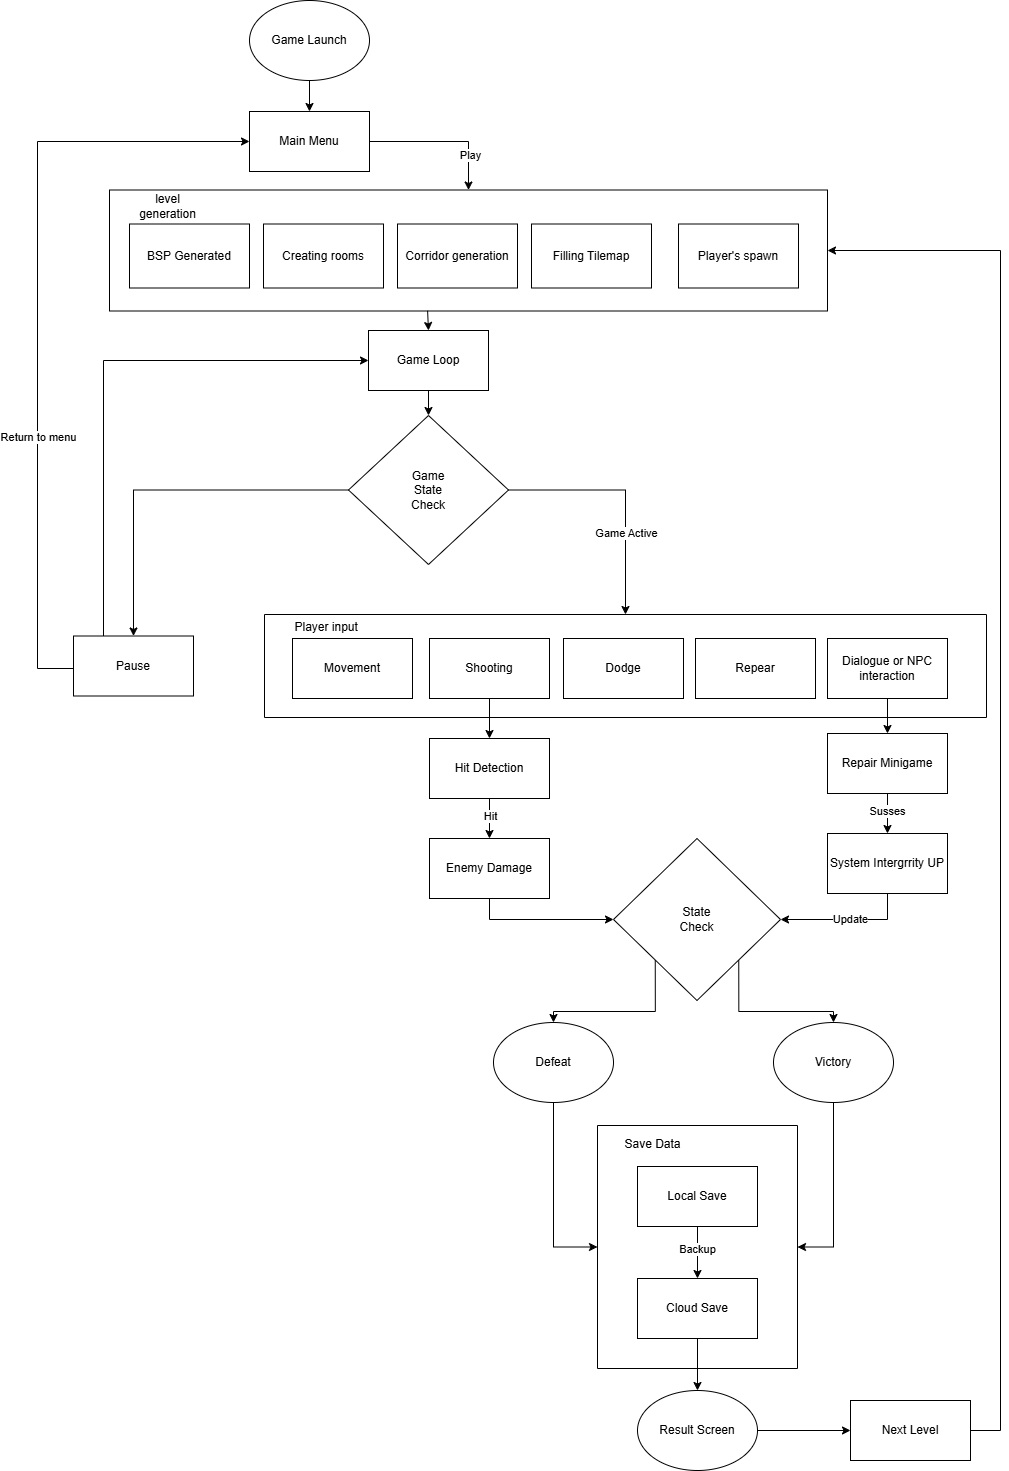 Game Launch
Main Menu
Play
level
generation
BSP Generated
Creating rooms
Corridor generation
Filling Tilemap
Player's spawn
Game Loop
Return to menu
Game
State
Check
Game Active
Player input
Pause
Movement
Shooting
Dodge
Repear
Dialogue or NPC
interaction
Hit Detection
Repair Minigame
Hit
Susses
Enemy Damage
System Intergrrity UP
State
Check
Update
Defeat
Victory
Save Data
Local Save
Backup
Cloud Save
Result Screen
Next Level